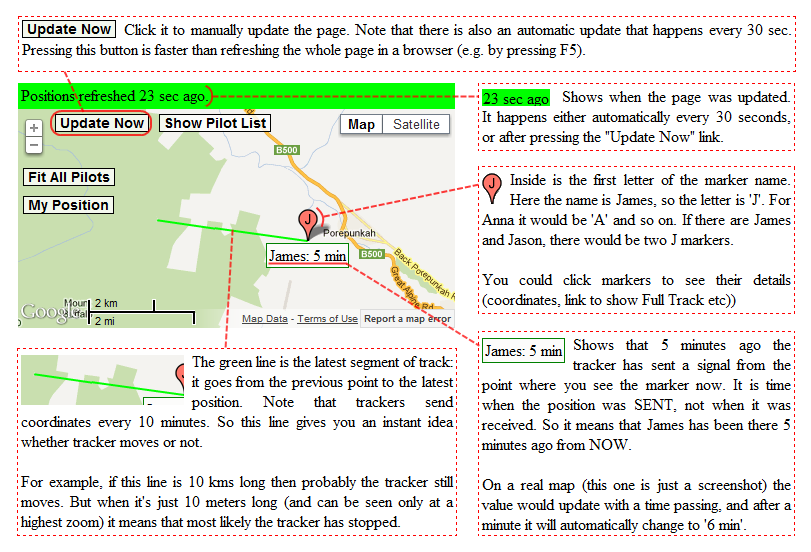 Update Now Click it to manually update the page. Note that there is also an automatic update that happens every 30 sec.
Pressing this button is faster than refreshing the whole page in a browser (e.g. by pressing F5).
Positions refreshed 23 sec ago.
+
−
Update Now
Show Pilot List
Map
Satellite
B500
Fit All Pilots
My Position
J
Porepunkah
James: 5 min
B500
Back Porepunkah R
Great Alpine Rd
Google
Moun
2 km
2 mi
Map Data - Terms of Use
Report a map error
23 sec ago Shows when the page was updated.
It happens either automatically every 30 seconds,
or after pressing the "Update Now" link.
J Inside is the first letter of the marker name.
Here the name is James, so the letter is 'J'. For
Anna it would be 'A' and so on. If there are James
and Jason, there would be two J markers.
You could click markers to see their details
(coordinates, link to show Full Track etc))
The green line is the latest segment of track:
it goes from the previous point to the latest
position. Note that trackers send
coordinates every 10 minutes. So this line gives you an instant idea
whether tracker moves or not.
For example, if this line is 10 kms long then probably the tracker still
moves. But when it's just 10 meters long (and can be seen only at a
highest zoom) it means that most likely the tracker has stopped.
James: 5 min Shows that 5 minutes ago the
tracker has sent a signal from the
point where you see the marker now. It is time
when the position was SENT, not when it was
received. So it means that James has been there 5
minutes ago from NOW.
On a real map (this one is just a screenshot) the
value would update with a time passing, and after a
minute it will automatically change to '6 min'.